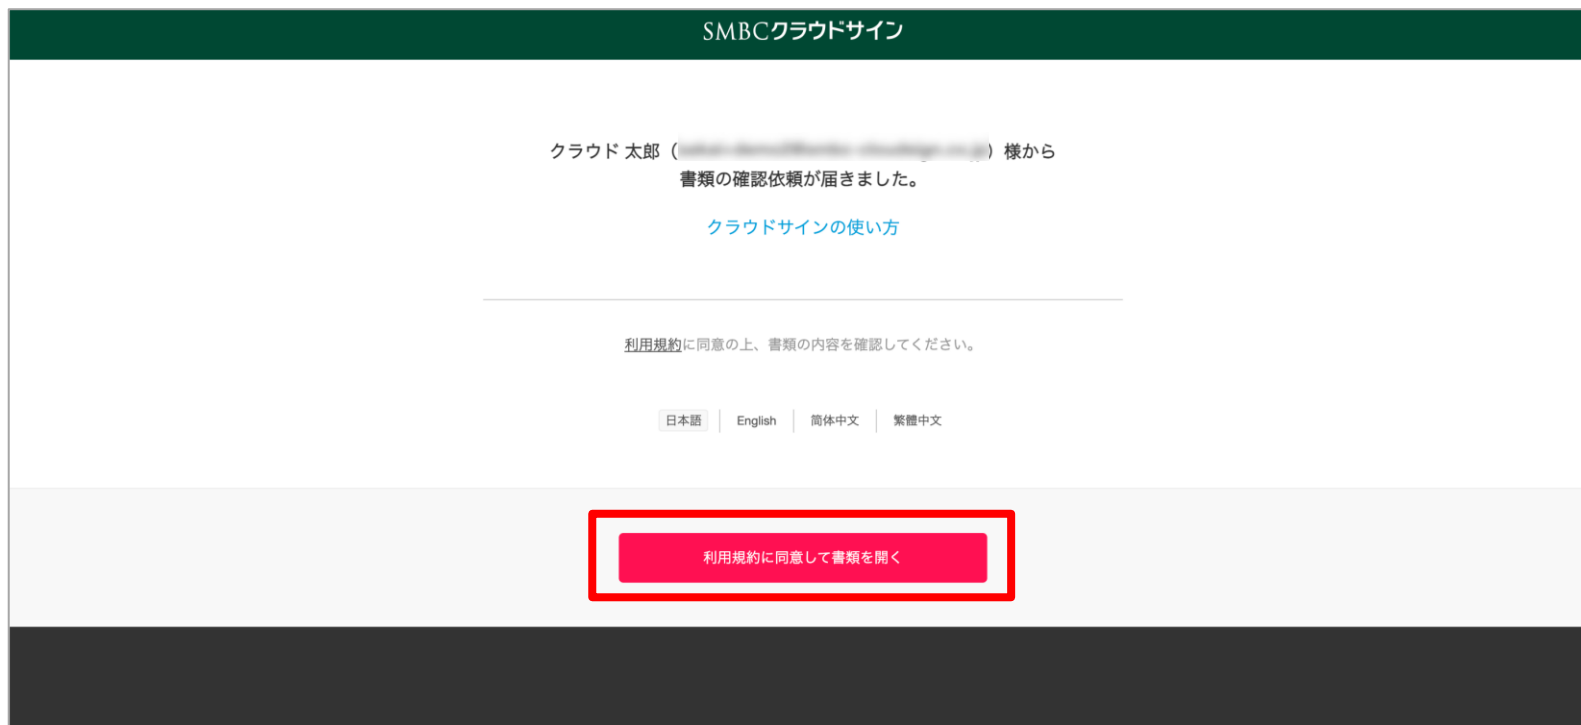 SMBCクラウドサイン
クラウド 太郎（）様から
書類の確認依頼が届きました。
クラウドサインの使い方
利用規約に同意の上、書類の内容を確認してください。
日本語 English 简体中文 繁體中文
利用規約に同意して書類を開く